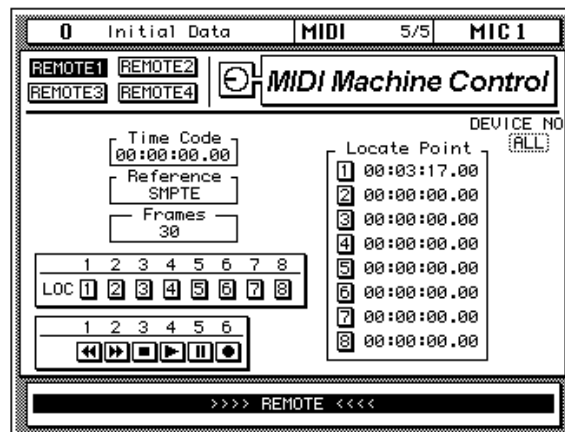 0 Initial Data MIDI 5/5 MIC 1
REMOTE1 REMOTE2
REMOTE3 REMOTE4
MIDI Machine Control
DEVICE NO
ALL
Time Code
00:00:00.00
Reference
SMPTE
Frames
30
Locate Point
1 00:03:17.00
2 00:00:00.00
3 00:00:00.00
4 00:00:00.00
5 00:00:00.00
6 00:00:00.00
7 00:00:00.00
8 00:00:00.00
1 2 3 4 5 6 7 8
LOC 1 2 3 4 5 6 7 8
1 2 3 4 5 6
>>>> REMOTE <<<<